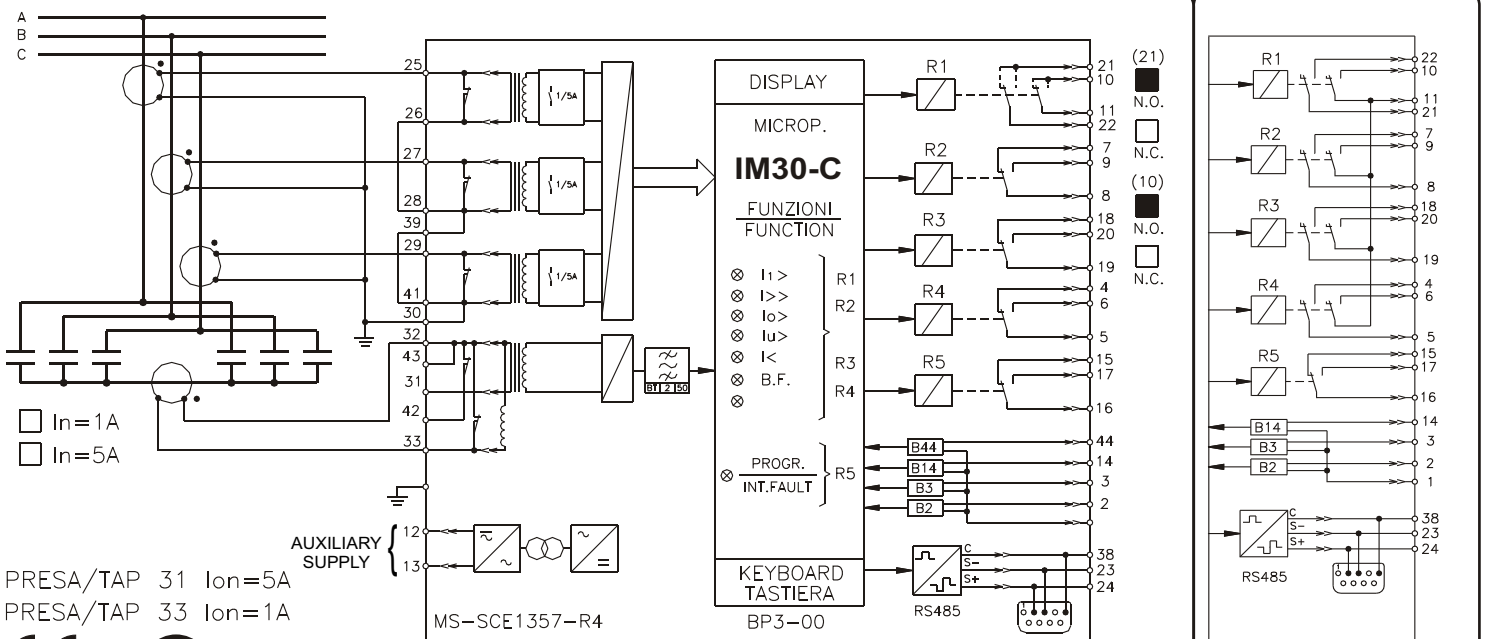 A
B
C
25
26
27
28
39
29
41
30
32
43
31
42
33
12
13
1/5A
1/5A
1/5A
BT 2 50
In=1A
In=5A
AUXILIARY
SUPPLY
PRESA/TAP 31 Ion=5A
PRESA/TAP 33 Ion=1A
MS-SCE1357-R4
DISPLAY
MICROP.
IM30-C
FUNZIONI
FUNCTION
I1>
I>>
Io>
Iu>
I<
B.F.
R1
R2
R3
R4
PROGR.
INT.FAULT
R5
KEYBOARD
TASTIERA
BP3-00
R1
21
10
11
22
R2
7
9
8
R3
18
20
19
R4
4
6
5
R5
15
17
16
B44
44
B14
14
B3
3
B2
2
C
38
S-
23
S+
24
RS485
1
(21)
N.O.
N.C.
(10)
N.O.
N.C.
R1
22
10
11
21
R2
7
9
8
R3
18
20
19
R4
4
6
5
R5
15
17
16
B14
14
B3
3
B2
2
1
C
38
S-
23
S+
24
RS485
1